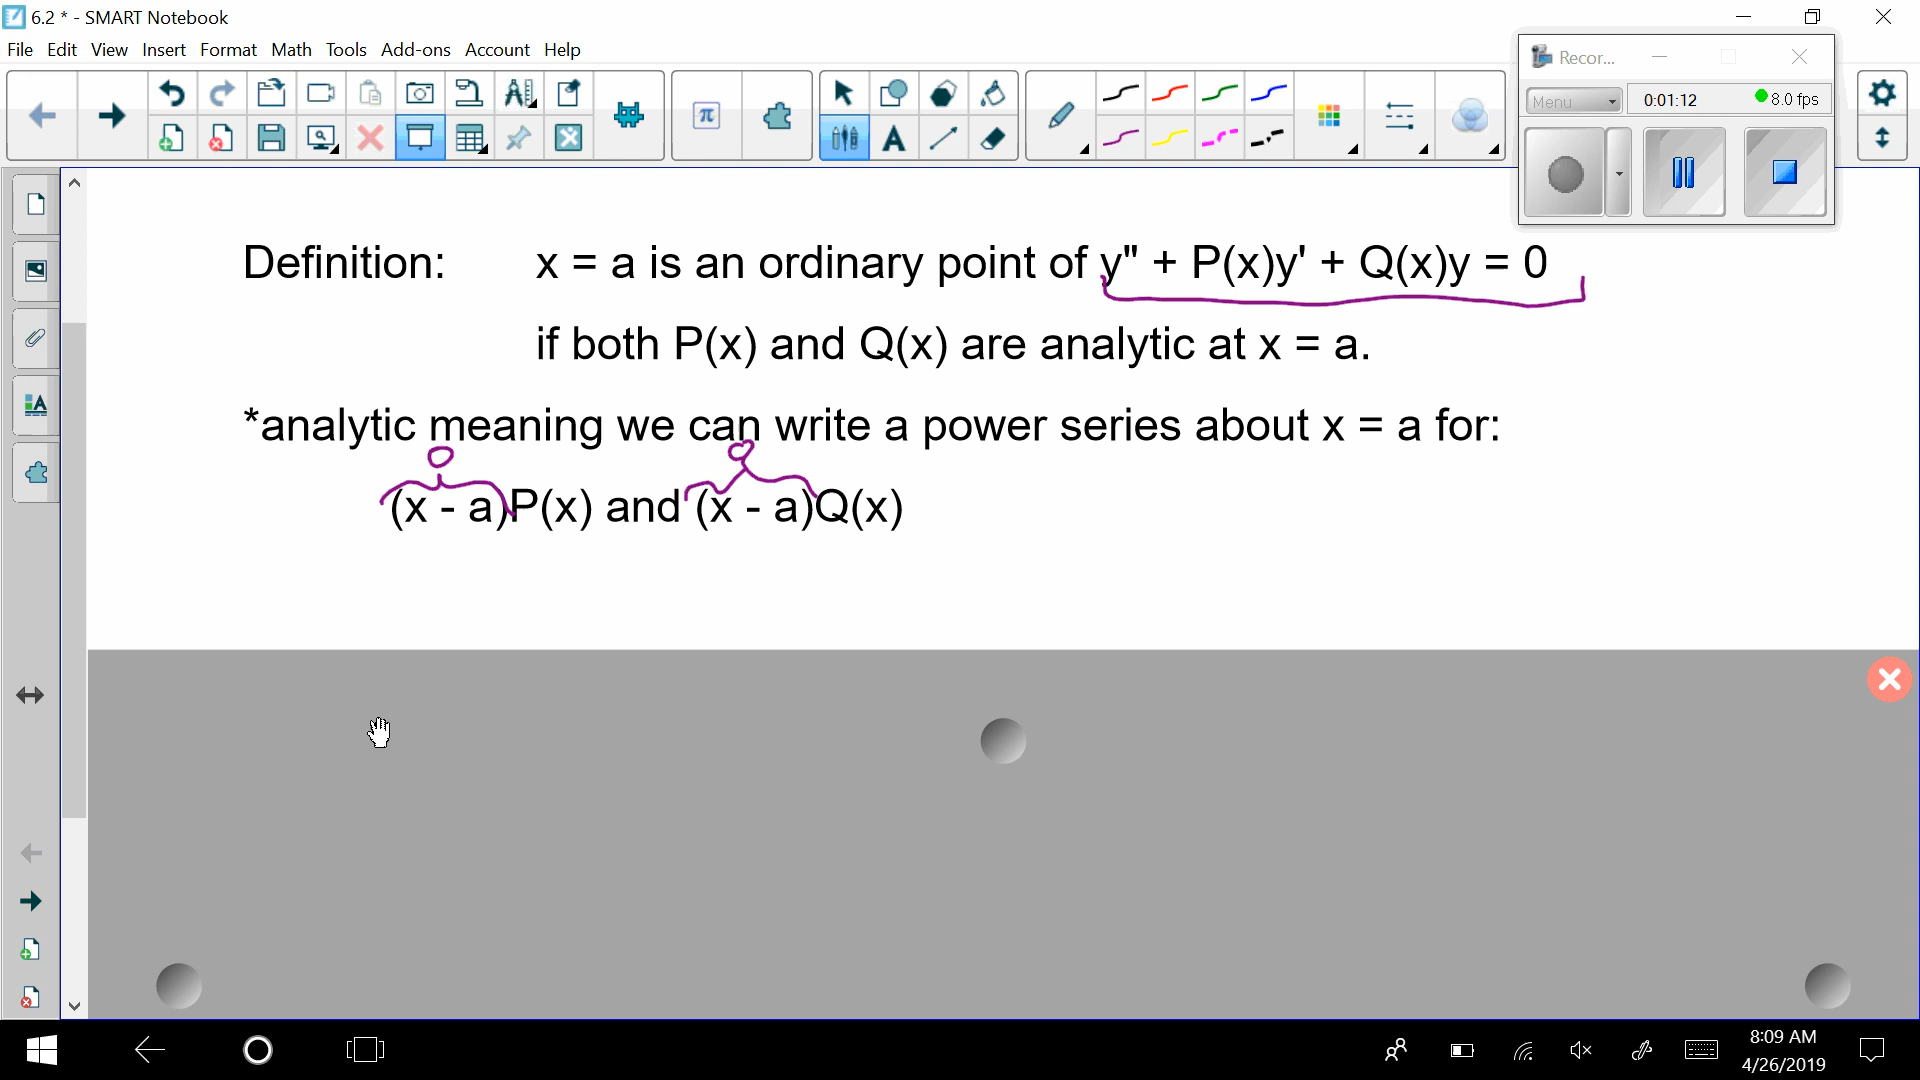 6.2 * - SMART Notebook
File Edit View Insert Format Math Tools Add-ons Account Help
Recor...
Menu 0:01:12 8.0 fps
π
A
A
Definition: x = a is an ordinary point of y" + P(x)y' + Q(x)y = 0
if both P(x) and Q(x) are analytic at x = a.
*analytic meaning we can write a power series about x = a for:
0 0
(x - a)P(x) and (x - a)Q(x)
8:09 AM
4/26/2019